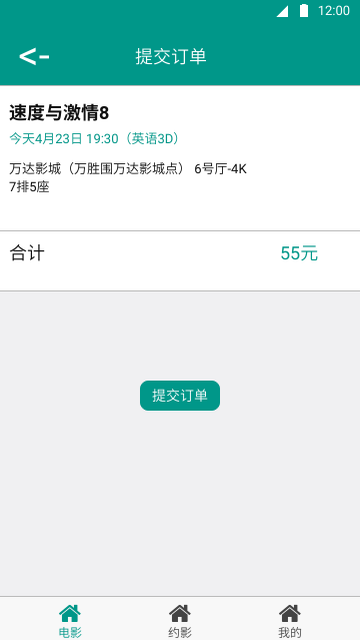 12:00
<- 提交订单
速度与激情8
今天4月23日 19:30（英语3D）
万达影城（万胜围万达影城点） 6号厅-4K
7排5座
合计 55元
提交订单
电影 约影 我的